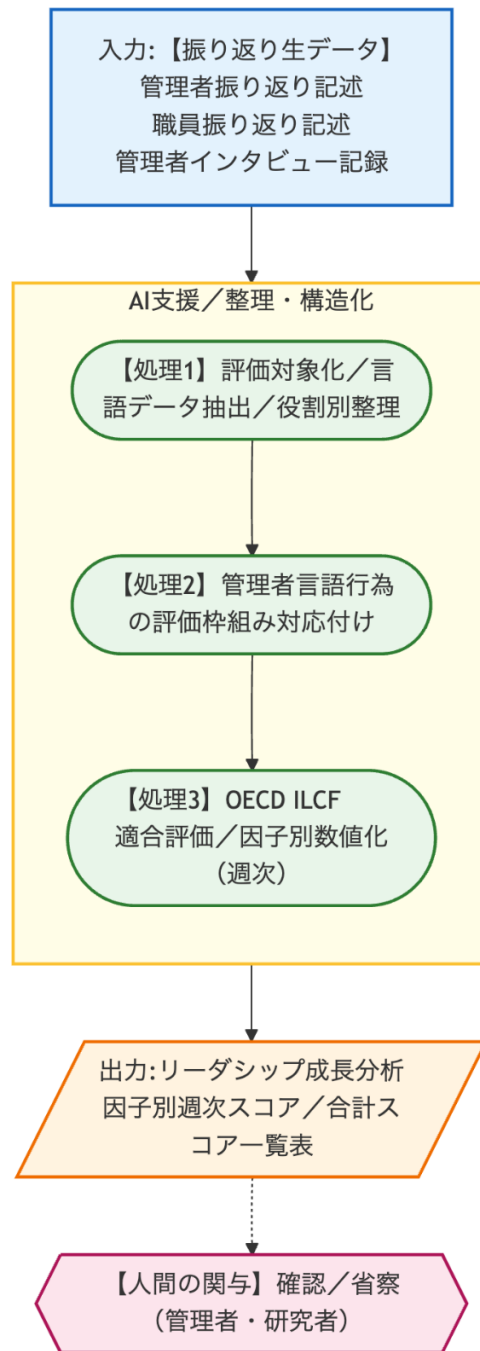 入力:【振り返り生データ】
管理者振り返り記述
職員振り返り記述
管理者インタビュー記録
AI支援／整理・構造化
【処理1】評価対象化／言
語データ抽出／役割別整理
【処理2】管理者言語行為
の評価枠組み対応付け
【処理3】OECD ILCF
適合評価／因子別数値化
（週次）
出力:リーダシップ成長分析
因子別週次スコア／合計ス
コア一覧表
【人間の関与】確認／省察
（管理者・研究者）